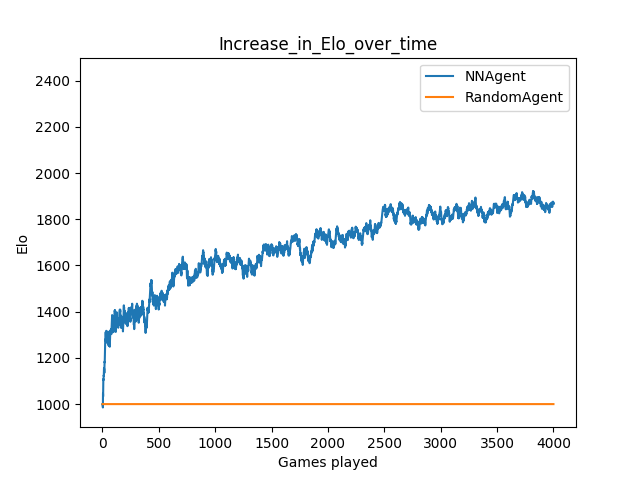 Increase_in_Elo_over_time
NNAgent
RandomAgent
2400
2200
2000
1800
1600
1400
1200
1000
Elo
0 500 1000 1500 2000 2500 3000 3500 4000
Games played